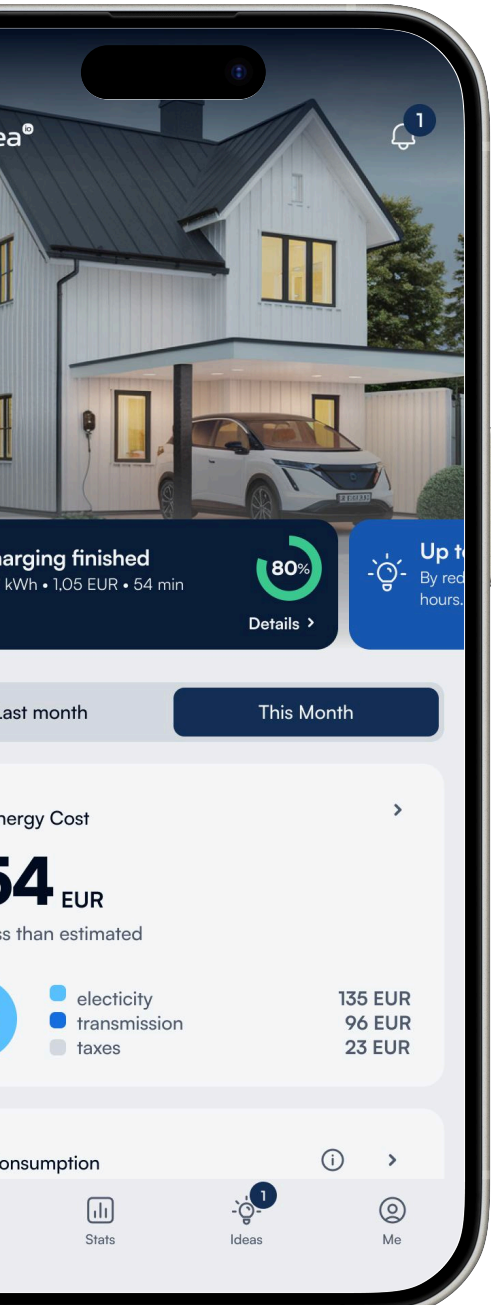 ea io
1
arging finished
kWh • 1,05 EUR • 54 min
80%
Details
Up t
By red
hours.
ast month
This Month
nergy Cost
54 EUR
ss than estimated
electicity 135 EUR
transmission 96 EUR
taxes 23 EUR
onsumption
Stats
1
Ideas
Me